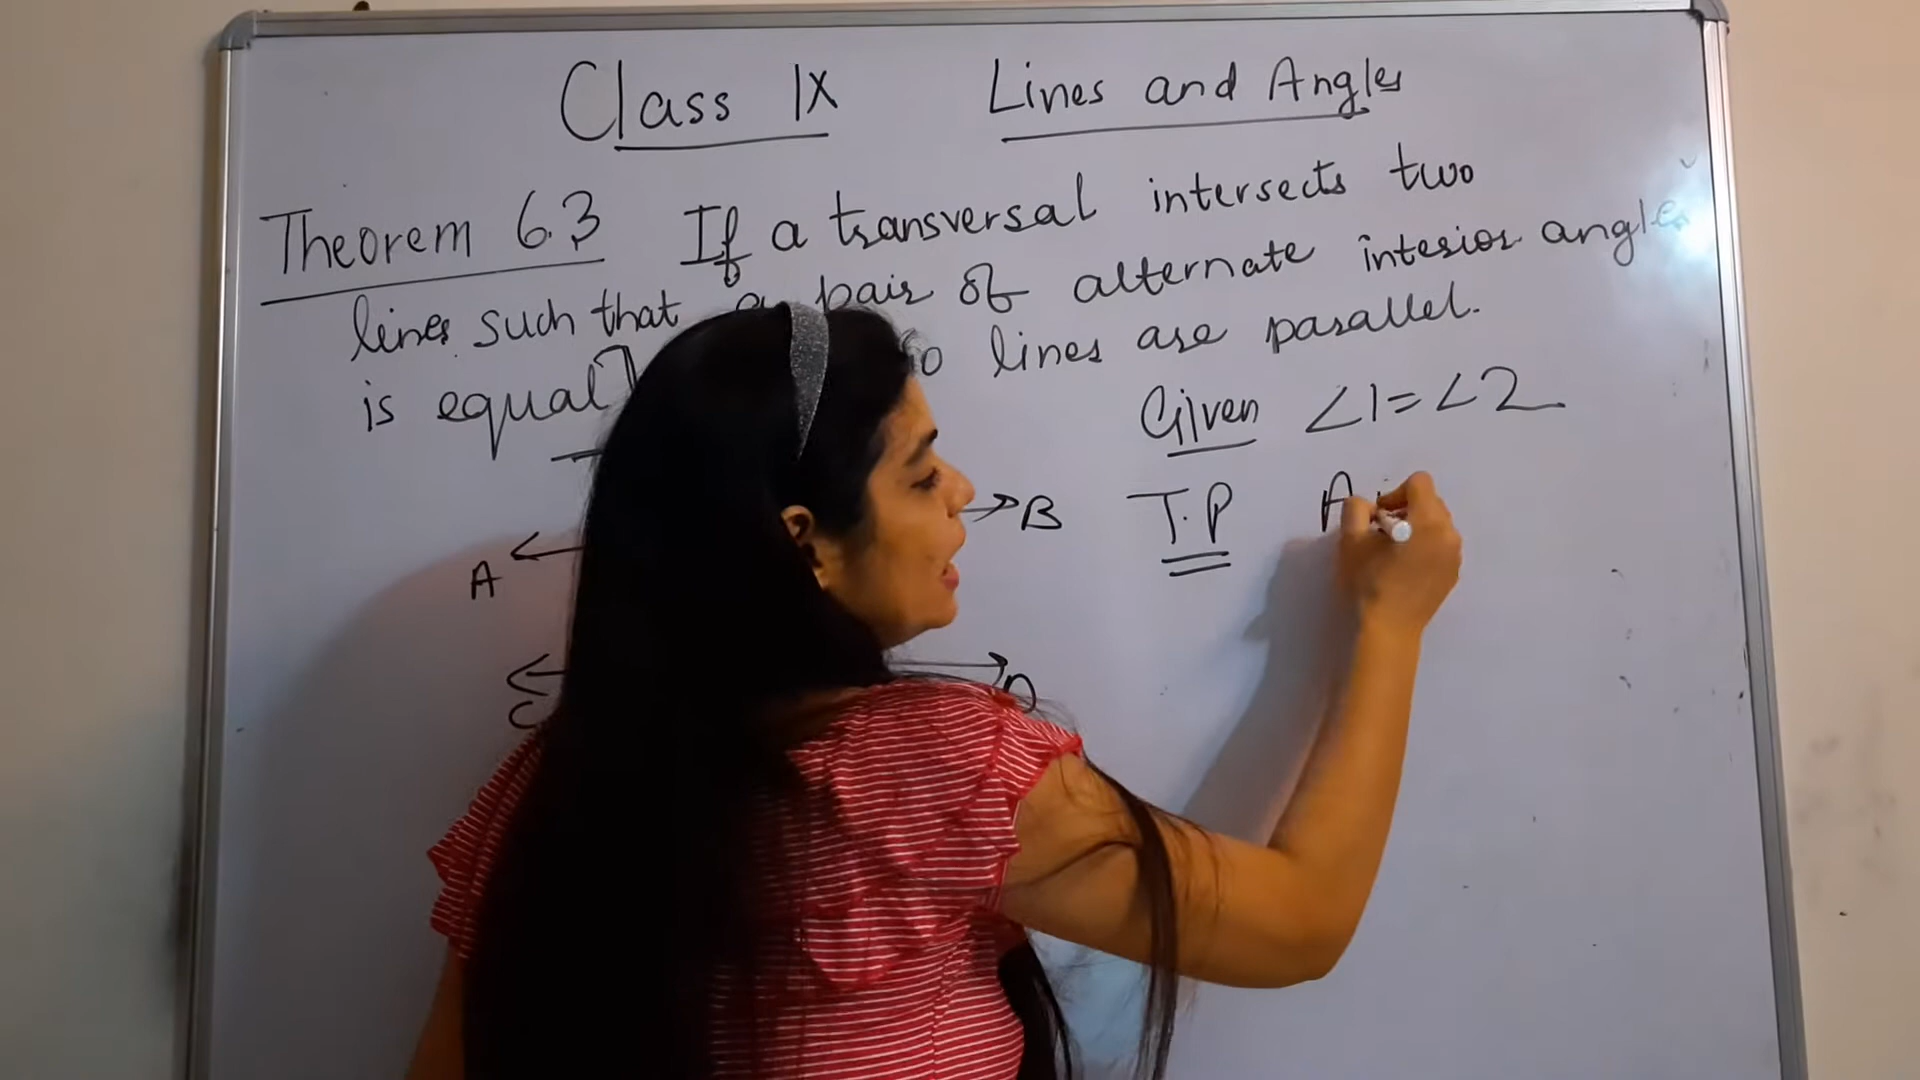 Class IX Lines and Angles
Theorem 6.3 If a transversal intersects two
lines such that a pair of alternate interior angles
is equal lines are parallel.
Given ∠1=∠2
T.P A
B
A
D
C